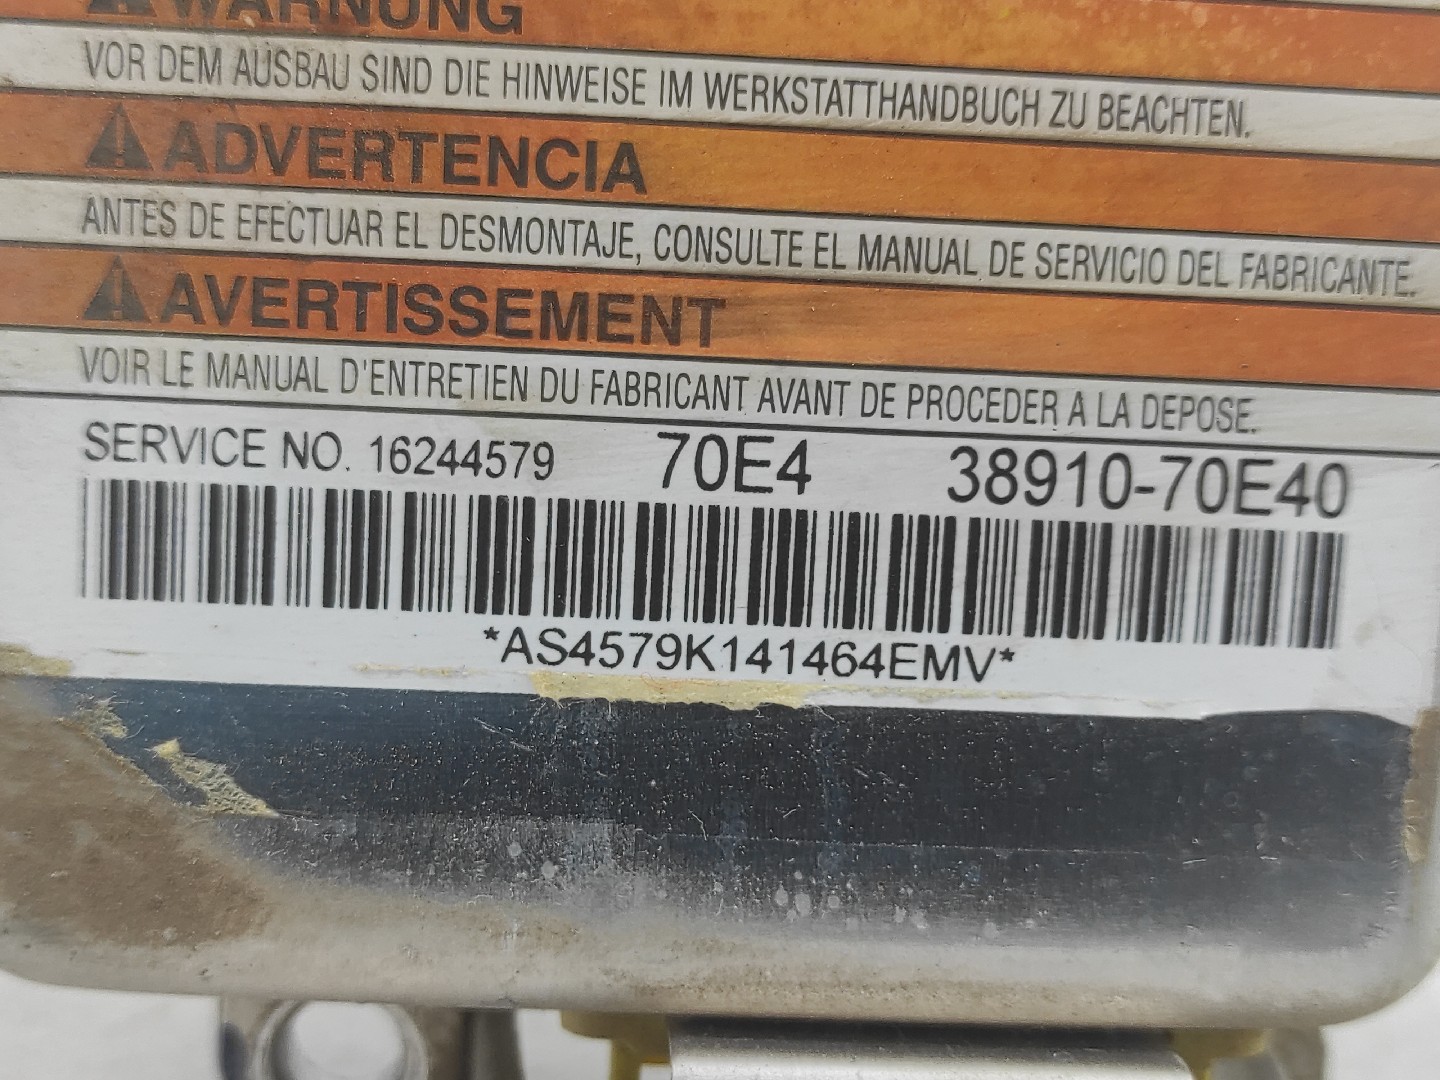 WARNUNG
VOR DEM AUSBAU SIND DIE HINWEISE IM WERKSTATTHANDBUCH ZU BEACHTEN.
ADVERTENCIA
ANTES DE EFECTUAR EL DESMONTAJE, CONSULTE EL MANUAL DE SERVICIO DEL FABRICANTE.
AVERTISSEMENT
VOIR LE MANUAL D'ENTRETIEN DU FABRICANT AVANT DE PROCEDER A LA DEPOSE.
SERVICE NO. 16244579 70E4 38910-70E40
*AS4579K141464EMV*